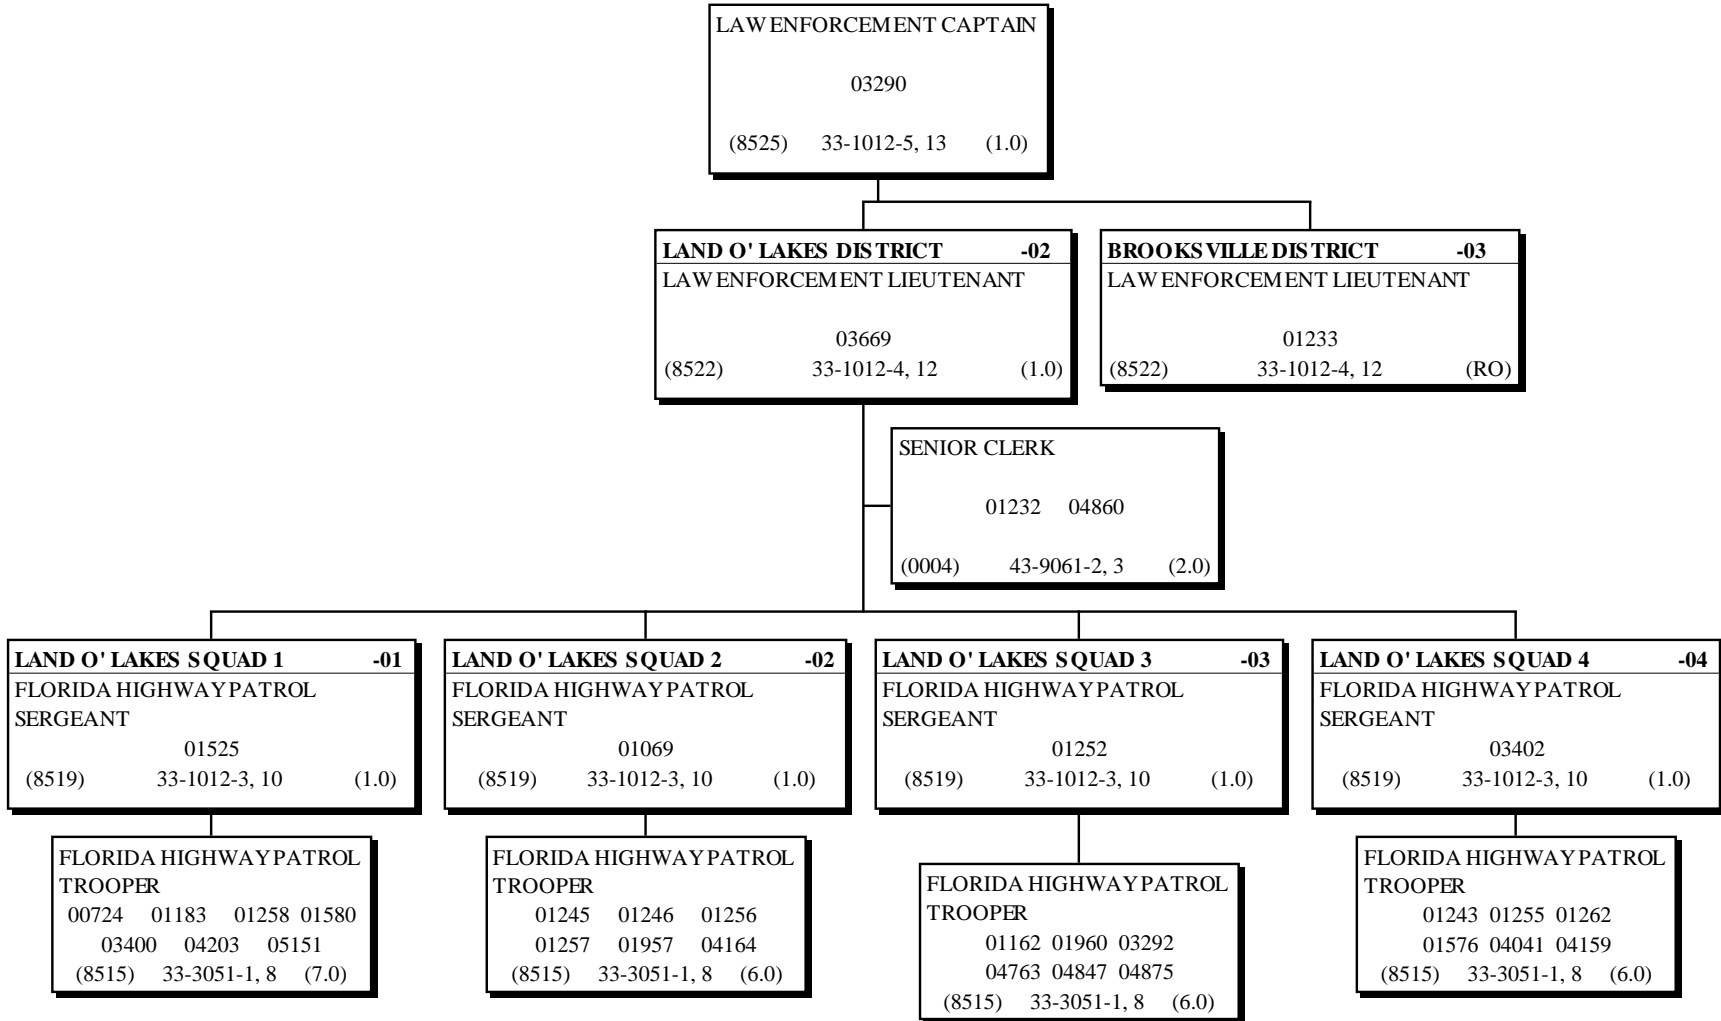 LAW ENFORCEMENT CAPTAIN
03290
(8525) 33-1012-5, 13 (1.0)
LAND O' LAKES DISTRICT -02
LAW ENFORCEMENT LIEUTENANT
03669
(8522) 33-1012-4, 12 (1.0)
BROOKSVILLE DISTRICT -03
LAW ENFORCEMENT LIEUTENANT
01233
(8522) 33-1012-4, 12 (RO)
SENIOR CLERK
01232 04860
(0004) 43-9061-2, 3 (2.0)
LAND O' LAKES SQUAD 1 -01
FLORIDA HIGHWAY PATROL
SERGEANT
01525
(8519) 33-1012-3, 10 (1.0)
LAND O' LAKES SQUAD 2 -02
FLORIDA HIGHWAY PATROL
SERGEANT
01069
(8519) 33-1012-3, 10 (1.0)
LAND O' LAKES SQUAD 3 -03
FLORIDA HIGHWAY PATROL
SERGEANT
01252
(8519) 33-1012-3, 10 (1.0)
LAND O' LAKES SQUAD 4 -04
FLORIDA HIGHWAY PATROL
SERGEANT
03402
(8519) 33-1012-3, 10 (1.0)
FLORIDA HIGHWAY PATROL
TROOPER
00724 01183 01258 01580
03400 04203 05151
(8515) 33-3051-1, 8 (7.0)
FLORIDA HIGHWAY PATROL
TROOPER
01245 01246 01256
01257 01957 04164
(8515) 33-3051-1, 8 (6.0)
FLORIDA HIGHWAY PATROL
TROOPER
01162 01960 03292
04763 04847 04875
(8515) 33-3051-1, 8 (6.0)
FLORIDA HIGHWAY PATROL
TROOPER
01243 01255 01262
01576 04041 04159
(8515) 33-3051-1, 8 (6.0)